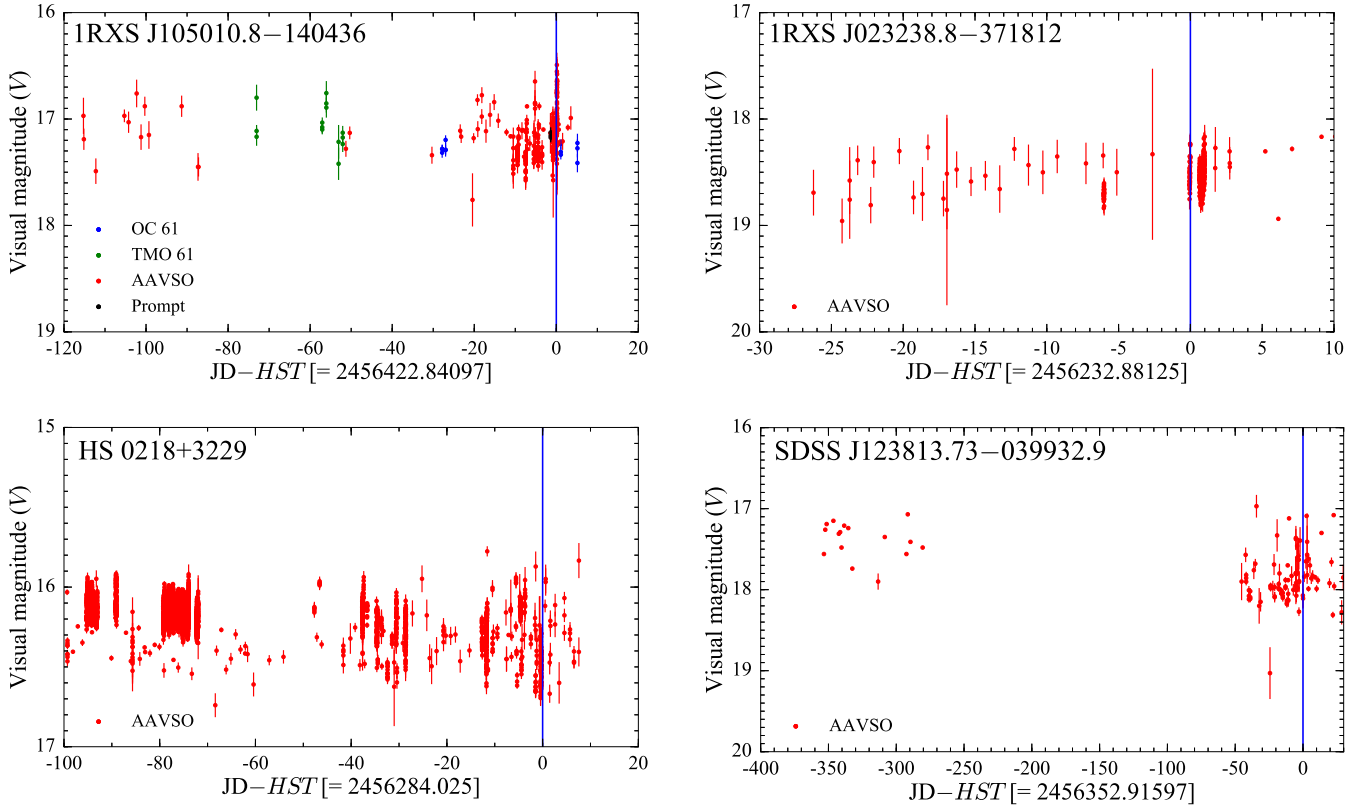 1RXS J105010.8−140436
Visual magnitude (V)
16
17
18
19
OC 61
TMO 61
AAVSO
Prompt
-120 -100 -80 -60 -40 -20 0 20
JD−HST [= 2456422.84097]
1RXS J023238.8−371812
Visual magnitude (V)
17
18
19
20
AAVSO
-30 -25 -20 -15 -10 -5 0 5 10
JD−HST [= 2456232.88125]
HS 0218+3229
Visual magnitude (V)
15
16
17
AAVSO
-100 -80 -60 -40 -20 0 20
JD−HST [= 2456284.025]
SDSS J123813.73−039932.9
Visual magnitude (V)
16
17
18
19
20
AAVSO
-400 -350 -300 -250 -200 -150 -100 -50 0
JD−HST [= 2456352.91597]